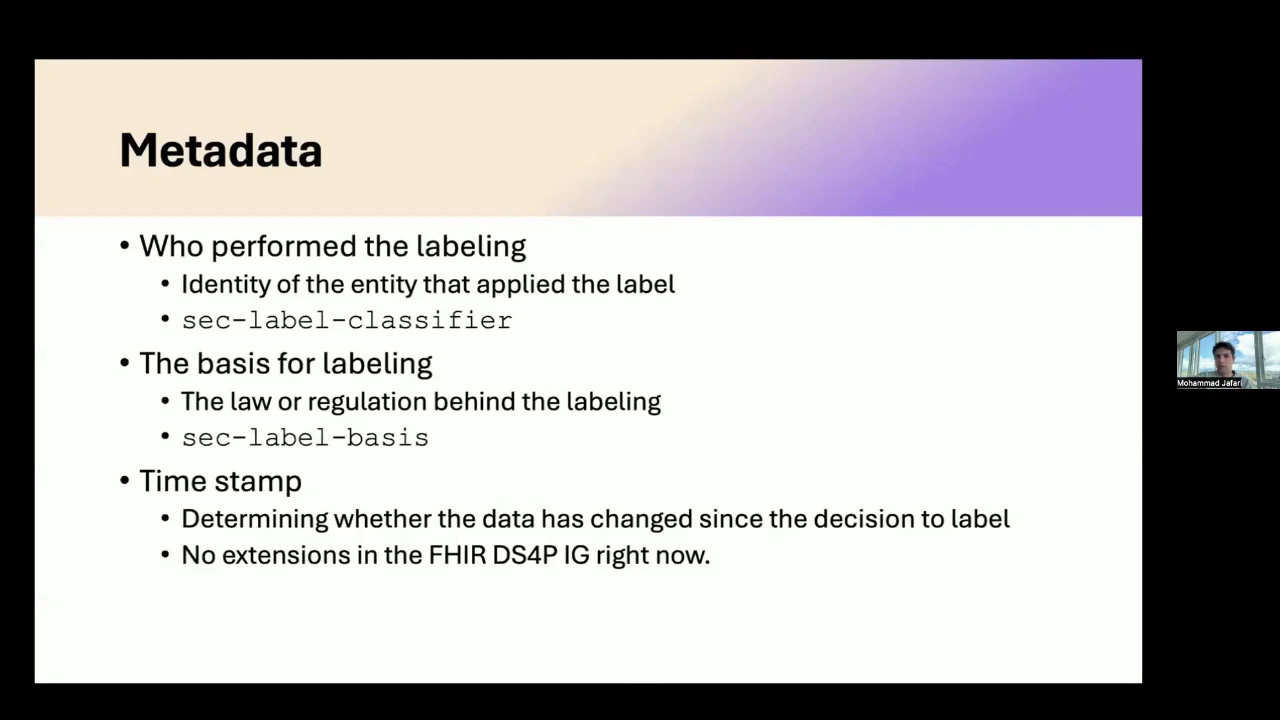 Metadata
• Who performed the labeling
• Identity of the entity that applied the label
• sec-label-classifier
• The basis for labeling
• The law or regulation behind the labeling
• sec-label-basis
• Time stamp
• Determining whether the data has changed since the decision to label
• No extensions in the FHIR DS4P IG right now.
Mohammad Jafari